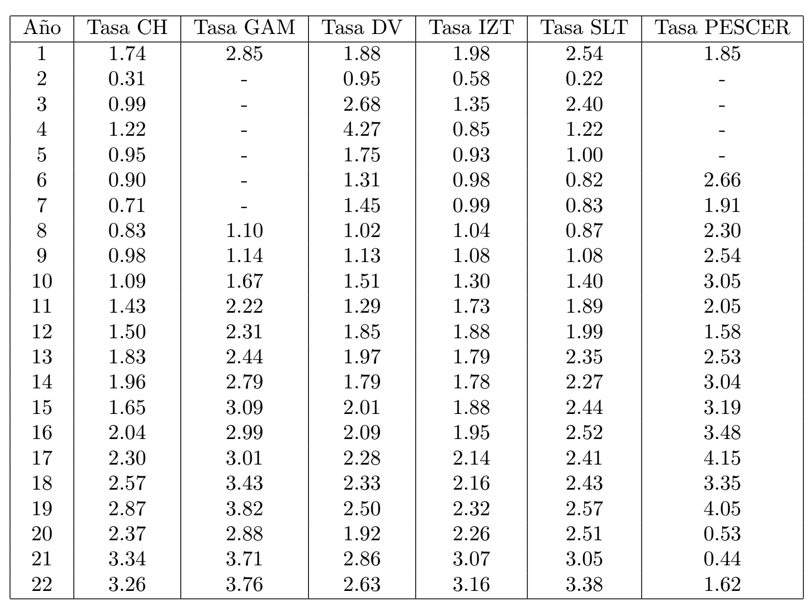 Año Tasa CH Tasa GAM Tasa DV Tasa IZT Tasa SLT Tasa PESCER
1 1.74 2.85 1.88 1.98 2.54 1.85
2 0.31 - 0.95 0.58 0.22 -
3 0.99 - 2.68 1.35 2.40 -
4 1.22 - 4.27 0.85 1.22 -
5 0.95 - 1.75 0.93 1.00 -
6 0.90 - 1.31 0.98 0.82 2.66
7 0.71 - 1.45 0.99 0.83 1.91
8 0.83 1.10 1.02 1.04 0.87 2.30
9 0.98 1.14 1.13 1.08 1.08 2.54
10 1.09 1.67 1.51 1.30 1.40 3.05
11 1.43 2.22 1.29 1.73 1.89 2.05
12 1.50 2.31 1.85 1.88 1.99 1.58
13 1.83 2.44 1.97 1.79 2.35 2.53
14 1.96 2.79 1.79 1.78 2.27 3.04
15 1.65 3.09 2.01 1.88 2.44 3.19
16 2.04 2.99 2.09 1.95 2.52 3.48
17 2.30 3.01 2.28 2.14 2.41 4.15
18 2.57 3.43 2.33 2.16 2.43 3.35
19 2.87 3.82 2.50 2.32 2.57 4.05
20 2.37 2.88 1.92 2.26 2.51 0.53
21 3.34 3.71 2.86 3.07 3.05 0.44
22 3.26 3.76 2.63 3.16 3.38 1.62